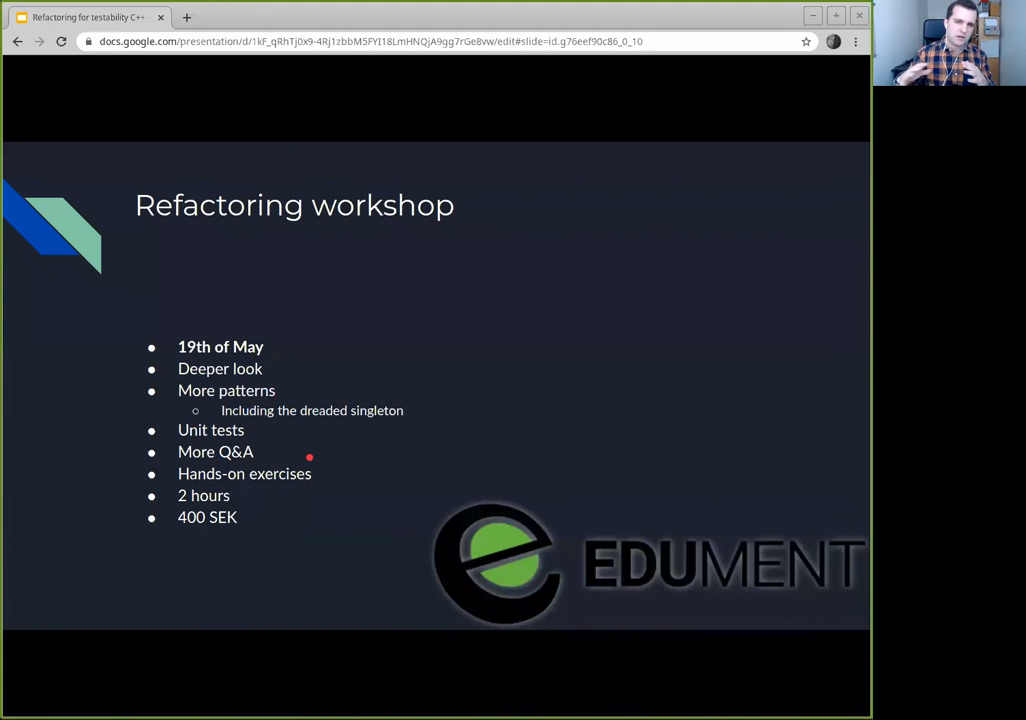 Refactoring for testability C++ -
docs.google.com/presentation/d/1kF_qRhTj0x9-4Rj1zbbM5FYI18LmHNQjA9gg7rGe8vw/edit#slide=id.g76eef90c86_0_10
Refactoring workshop
19th of May
Deeper look
More patterns
Including the dreaded singleton
Unit tests
More Q&A
Hands-on exercises
2 hours
400 SEK
e EDUMENT